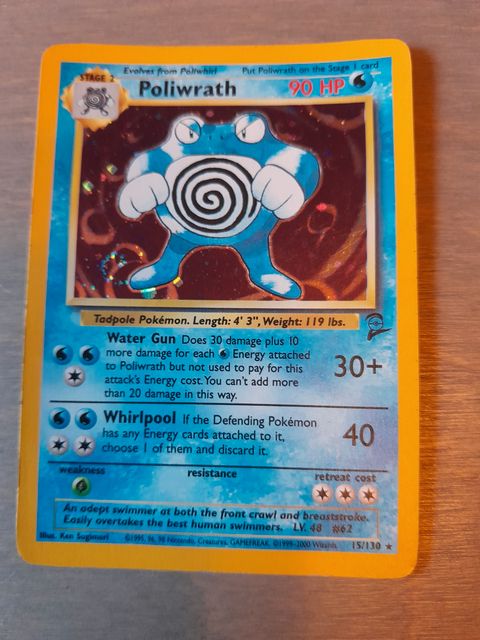 Evolves from Poliwhirl Put Poliwrath on the Stage 1 card
STAGE 2
Poliwrath 90 HP
Tadpole Pokémon. Length: 4' 3", Weight: 119 lbs.
Water Gun Does 30 damage plus 10
more damage for each Energy attached
to Poliwrath but not used to pay for this
attack's Energy cost. You can't add more
than 20 damage in this way.
30+
Whirlpool If the Defending Pokémon
has any Energy cards attached to it,
choose 1 of them and discard it.
40
weakness resistance retreat cost
An adept swimmer at both the front crawl and breaststroke.
Easily overtakes the best human swimmers. LV. 48 #62
Illus. Ken Sugimori ©1995, 96, 98 Nintendo, Creatures, GAMEFREAK. ©1999-2000 Wizards. 15/130 ★